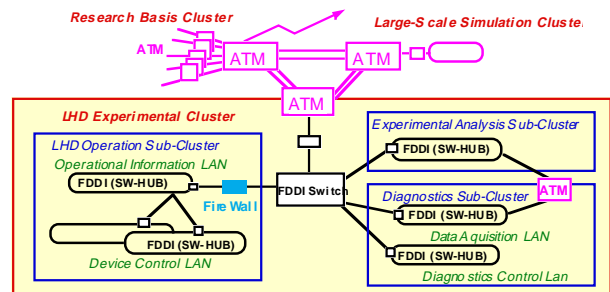 Research Basis Cluster
Large-Scale Simulation Cluster
ATM
ATM
ATM
ATM
LHD Experimental Cluster
LHD Operation Sub-Cluster
Operational Information LAN
FDDI (SW-HUB)
Fire Wall
FDDI Switch
FDDI (SW-HUB)
Device Control LAN
Experimental Analysis Sub-Cluster
FDDI (SW-HUB)
ATM
Diagnostics Sub-Cluster
FDDI (SW-HUB)
Data Aquisition LAN
FDDI (SW-HUB)
Diagnostics Control Lan